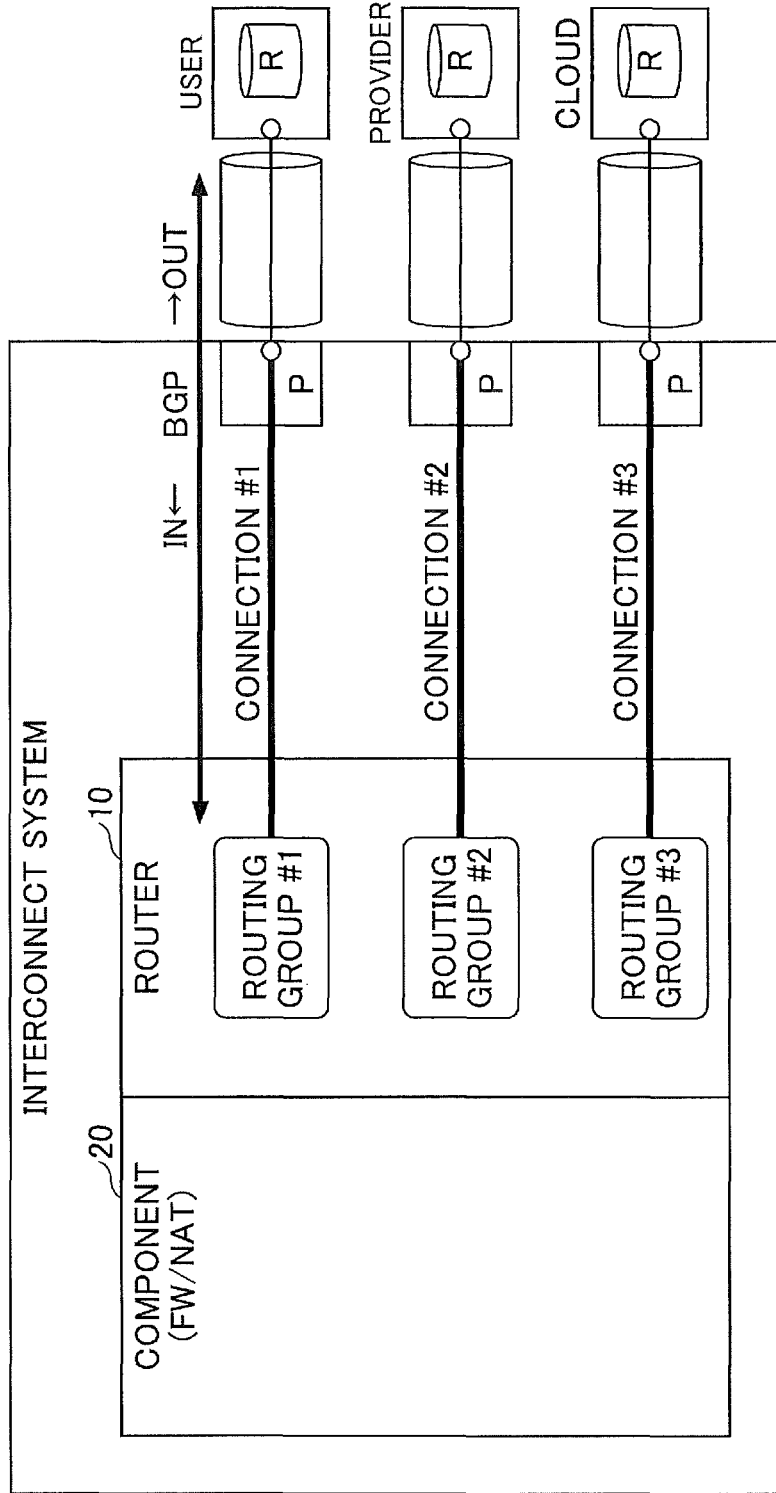 INTERCONNECT SYSTEM
20
COMPONENT
(FW/NAT)
10
ROUTER
ROUTING
GROUP #1
ROUTING
GROUP #2
ROUTING
GROUP #3
IN← BGP →OUT
CONNECTION #1
P
USER
R
CONNECTION #2
P
PROVIDER
R
CONNECTION #3
P
CLOUD
R